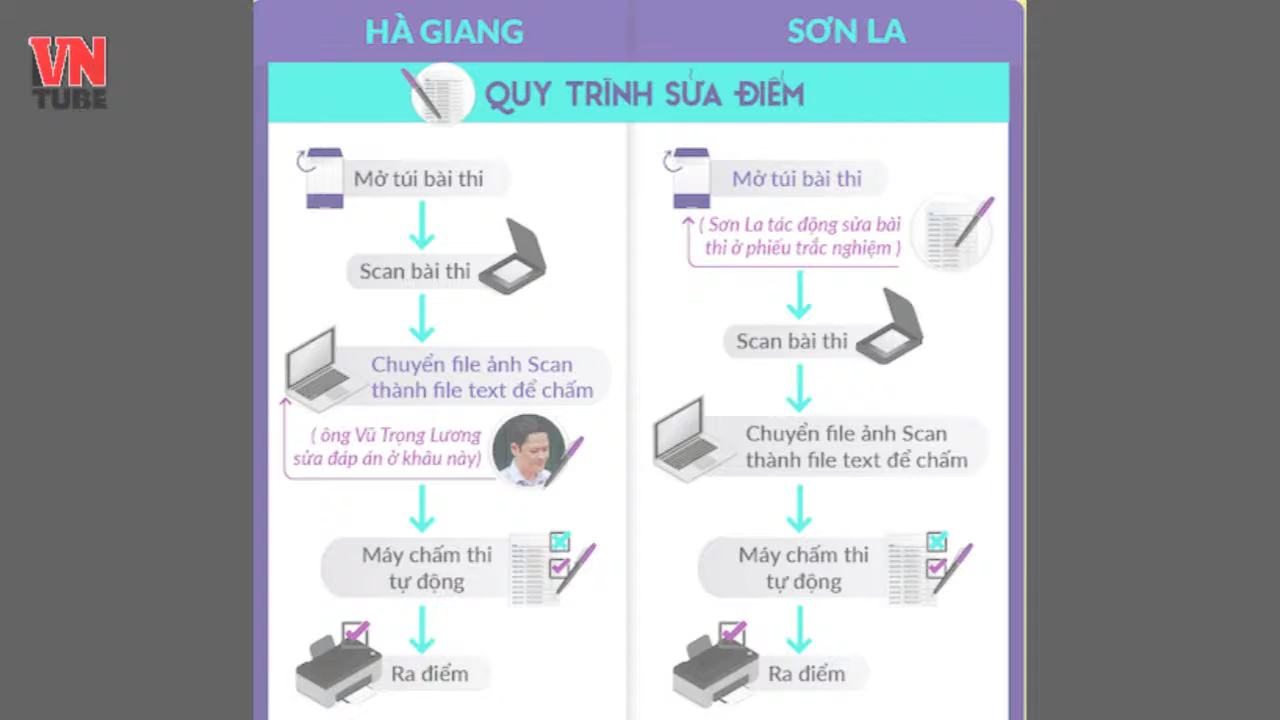 VN
TUBE
HÀ GIANG
SƠN LA
QUY TRÌNH SỬA ĐIỂM
Mở túi bài thi
Scan bài thi
Chuyển file ảnh Scan
thành file text để chấm
( ông Vũ Trọng Lương
sửa đáp án ở khâu này)
Máy chấm thi
tự động
Ra điểm
Mở túi bài thi
( Sơn La tác động sửa bài
thi ở phiếu trắc nghiệm )
Scan bài thi
Chuyển file ảnh Scan
thành file text để chấm
Máy chấm thi
tự động
Ra điểm